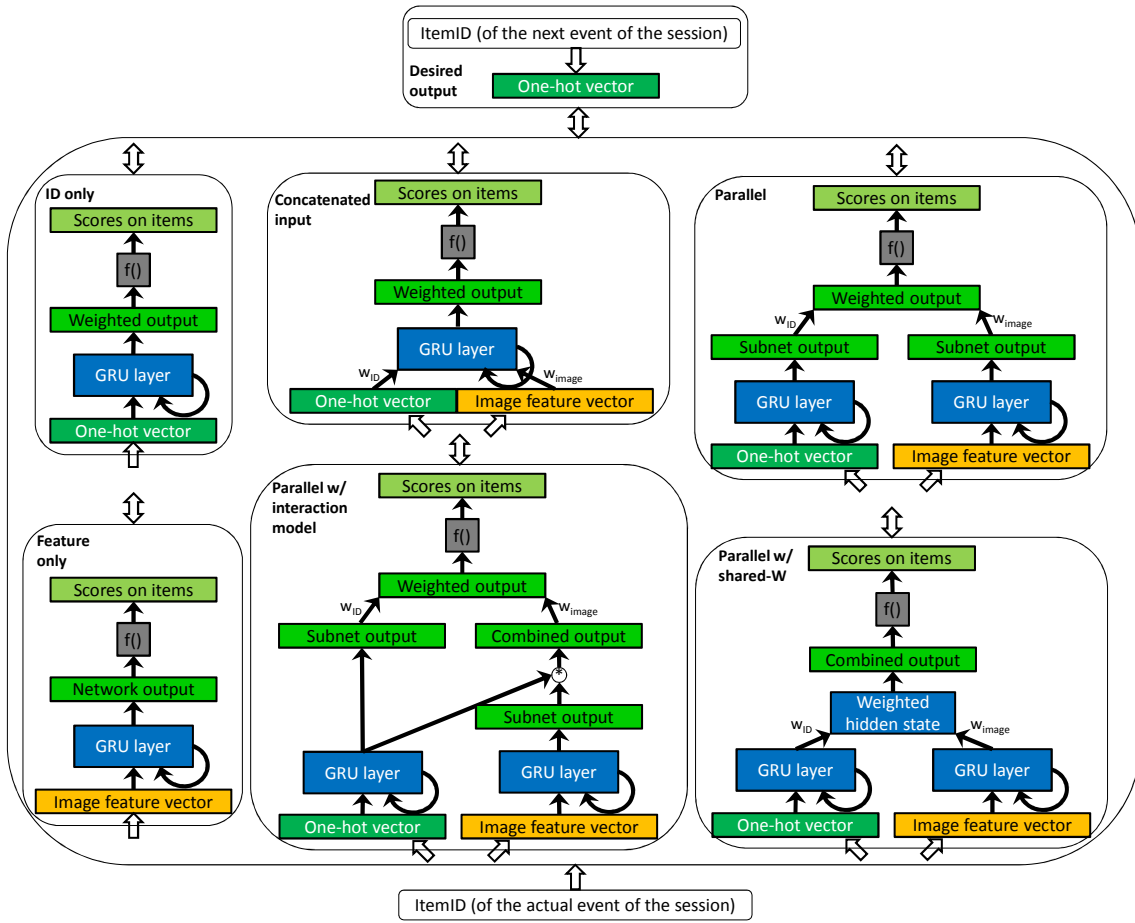 ItemID (of the next event of the session)
Desired
output
One-hot vector
ID only
Scores on items
f()
Weighted output
GRU layer
One-hot vector
Concatenated
input
Scores on items
f()
Weighted output
GRU layer
wID
wimage
One-hot vector
Image feature vector
Parallel
Scores on items
f()
Weighted output
wID
wimage
Subnet output
Subnet output
GRU layer
GRU layer
One-hot vector
Image feature vector
Feature
only
Scores on items
f()
Network output
GRU layer
Image feature vector
Parallel w/
interaction
model
Scores on items
f()
Weighted output
wID
wimage
Subnet output
Combined output
*
Subnet output
GRU layer
GRU layer
One-hot vector
Image feature vector
Parallel w/
shared-W
Scores on items
f()
Combined output
Weighted
hidden state
wID
wimage
GRU layer
GRU layer
One-hot vector
Image feature vector
ItemID (of the actual event of the session)